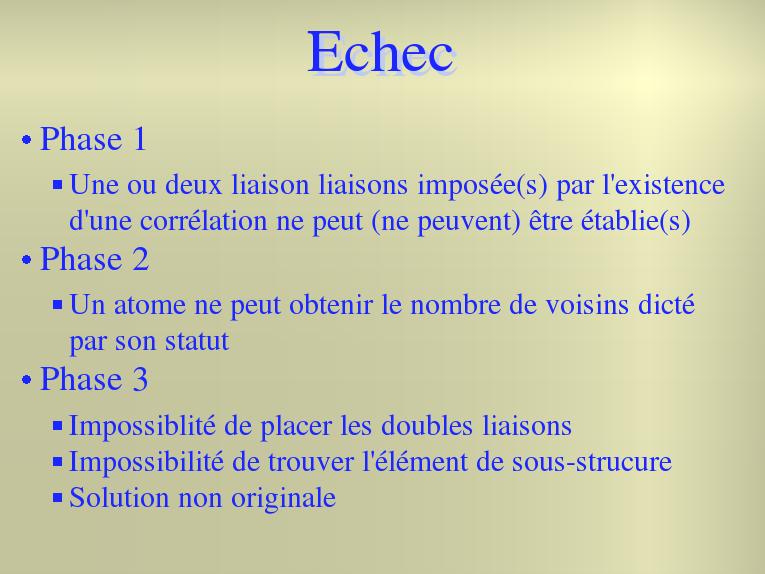 Echec
• Phase 1
▪ Une ou deux liaison liaisons imposée(s) par l'existence
d'une corrélation ne peut (ne peuvent) être établie(s)
• Phase 2
▪ Un atome ne peut obtenir le nombre de voisins dicté
par son statut
• Phase 3
▪ Impossiblité de placer les doubles liaisons
▪ Impossibilité de trouver l'élément de sous-strucure
▪ Solution non originale